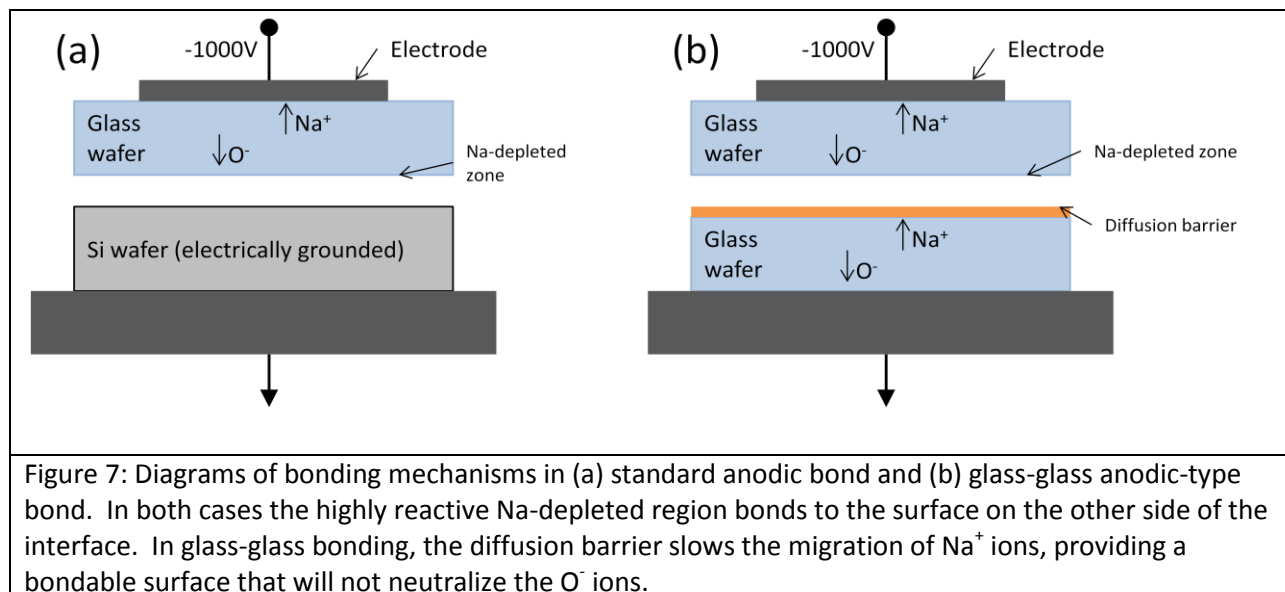 (a)
-1000V
Electrode
Glass
wafer
Na⁺
O⁻
Na-depleted
zone
Si wafer (electrically grounded)
(b)
-1000V
Electrode
Glass
wafer
Na⁺
O⁻
Na-depleted zone
Diffusion barrier
Glass
wafer
Na⁺
O⁻
Figure 7: Diagrams of bonding mechanisms in (a) standard anodic bond and (b) glass-glass anodic-type
bond. In both cases the highly reactive Na-depleted region bonds to the surface on the other side of the
interface. In glass-glass bonding, the diffusion barrier slows the migration of Na⁺ ions, providing a
bondable surface that will not neutralize the O⁻ ions.